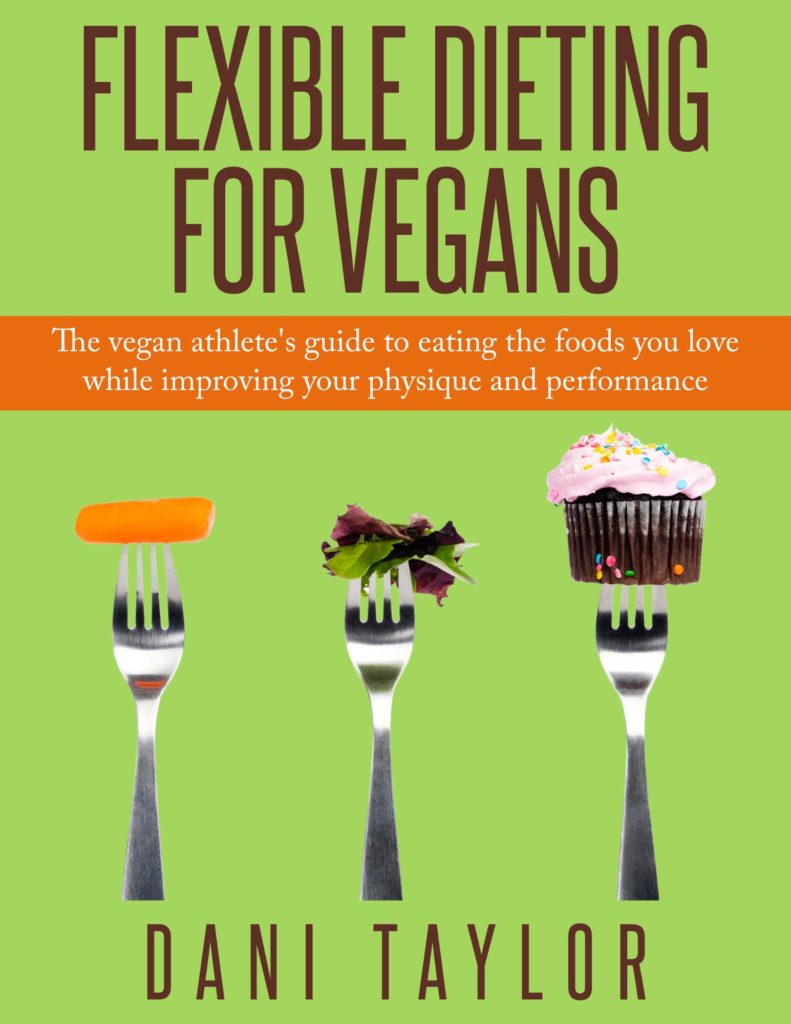 FLEXIBLE DIETING
FOR VEGANS
The vegan athlete's guide to eating the foods you love
while improving your physique and performance
DANI TAYLOR